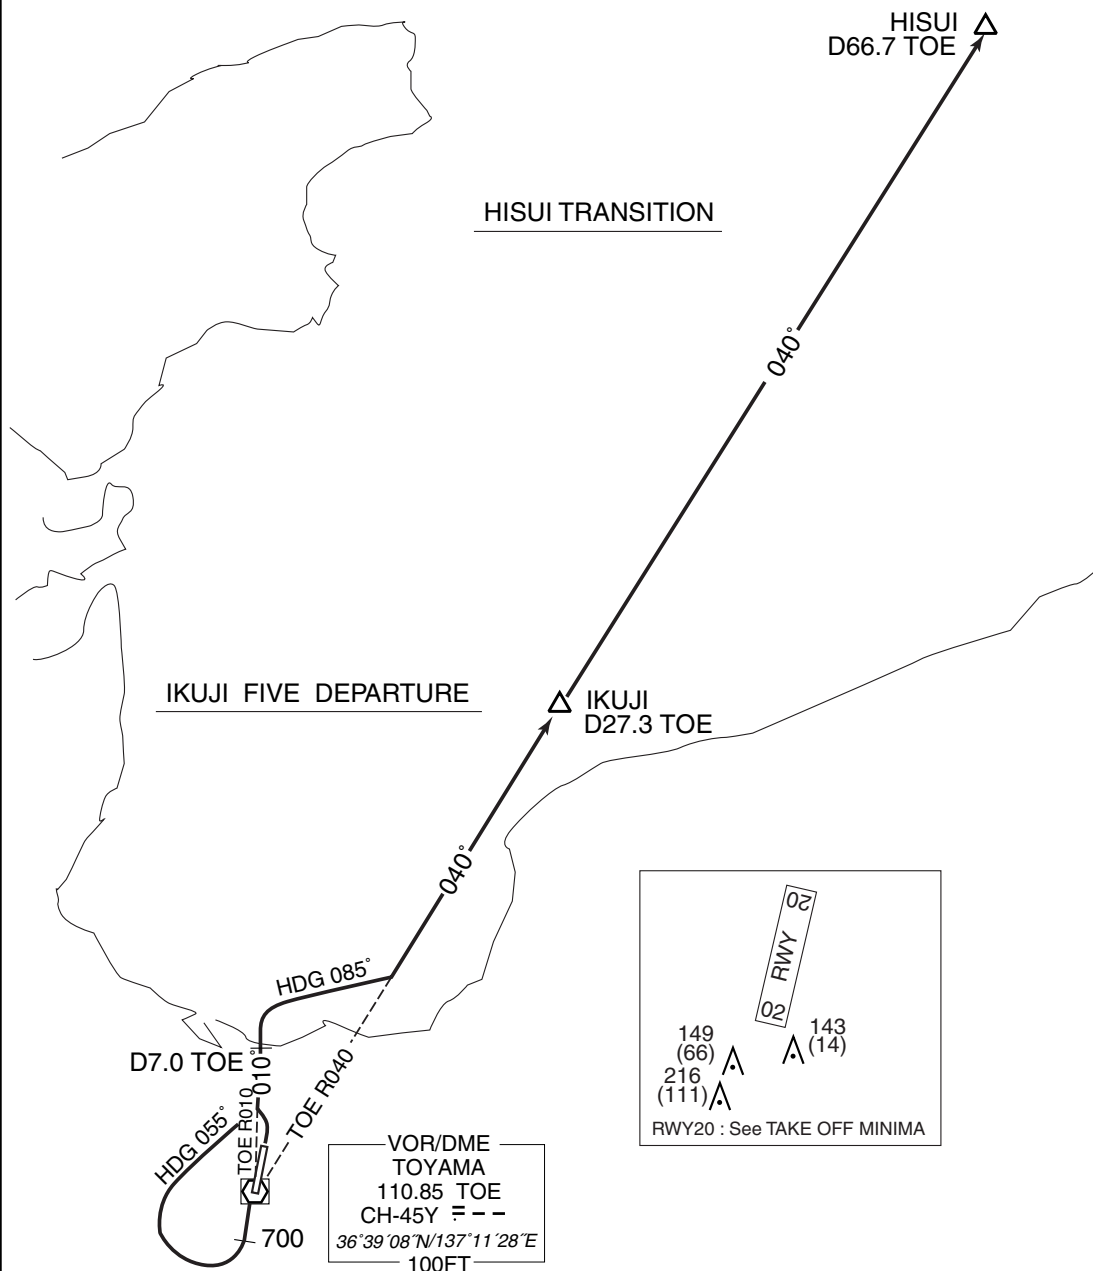 HISUI
D66.7 TOE
HISUI TRANSITION
040°
IKUJI FIVE DEPARTURE
IKUJI
D27.3 TOE
040°
HDG 085°
D7.0 TOE
010°
TOE R010
TOE R040
HDG 055°
700
VOR/DME
TOYAMA
110.85 TOE
CH-45Y
36°39´08˝N/137°11´28˝E
100FT
20
RWY
02
149
(66)
143
(14)
216
(111)
RWY20 : See TAKE OFF MINIMA